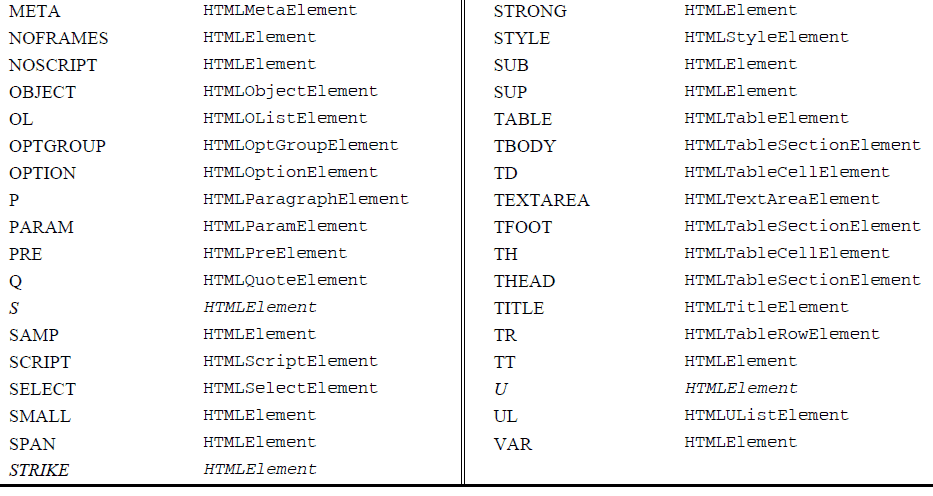 META HTMLMetaElement
NOFRAMES HTMLElement
NOSCRIPT HTMLElement
OBJECT HTMLObjectElement
OL HTMLOListElement
OPTGROUP HTMLOptGroupElement
OPTION HTMLOptionElement
P HTMLParagraphElement
PARAM HTMLParamElement
PRE HTMLPreElement
Q HTMLQuoteElement
S HTMLElement
SAMP HTMLElement
SCRIPT HTMLScriptElement
SELECT HTMLSelectElement
SMALL HTMLElement
SPAN HTMLElement
STRIKE HTMLElement
STRONG HTMLElement
STYLE HTMLStyleElement
SUB HTMLElement
SUP HTMLElement
TABLE HTMLTableElement
TBODY HTMLTableSectionElement
TD HTMLTableCellElement
TEXTAREA HTMLTextAreaElement
TFOOT HTMLTableSectionElement
TH HTMLTableCellElement
THEAD HTMLTableSectionElement
TITLE HTMLTitleElement
TR HTMLTableRowElement
TT HTMLElement
U HTMLElement
UL HTMLUListElement
VAR HTMLElement